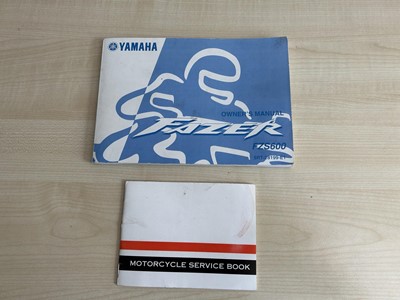 YAMAHA
OWNER'S MANUAL
FAZER
FZS600
MOTORCYCLE SERVICE BOOK